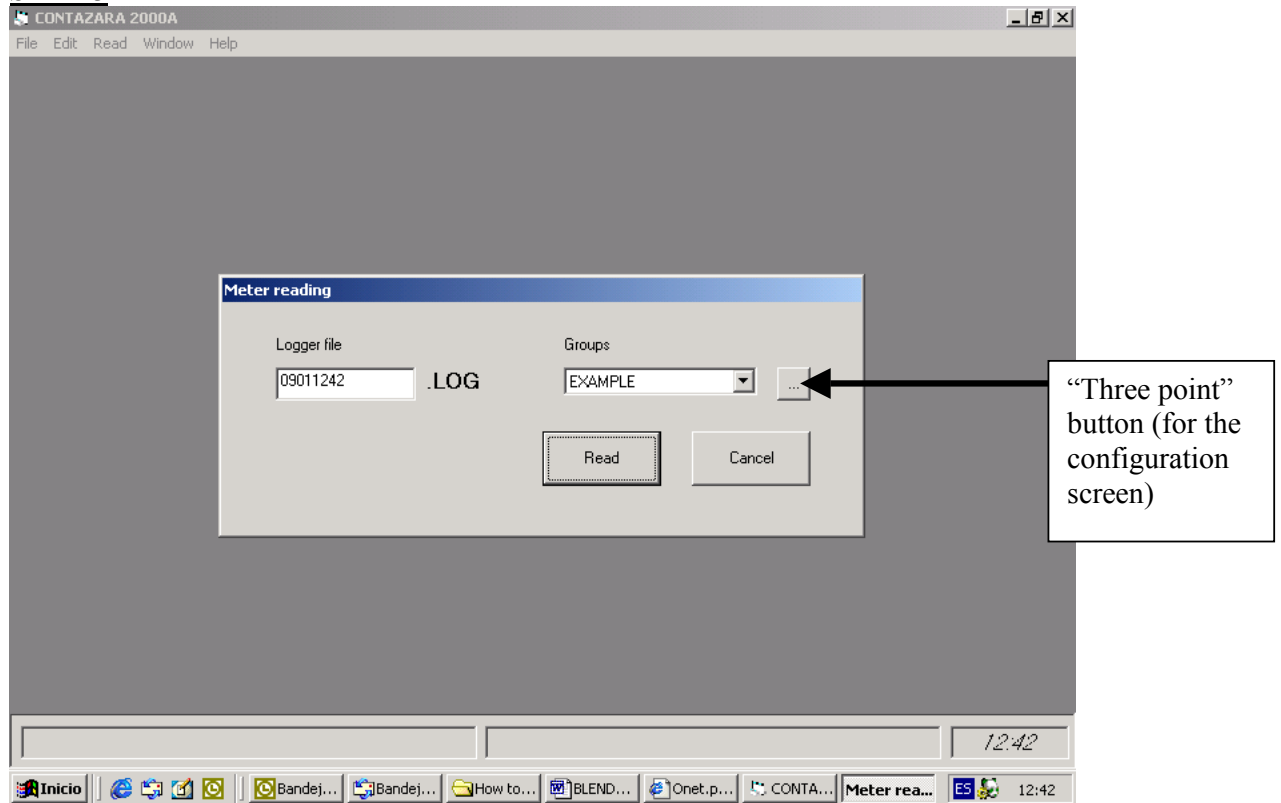 CONTAZARA 2000A
File Edit Read Window Help
Meter reading
Logger file Groups
09011242 .LOG EXAMPLE ...
Read Cancel
“Three point”
button (for the
configuration
screen)
12:42
Inicio Bandej... Bandej... How to... BLEND... Onet.p... CONTA... Meter rea... ES 12:42